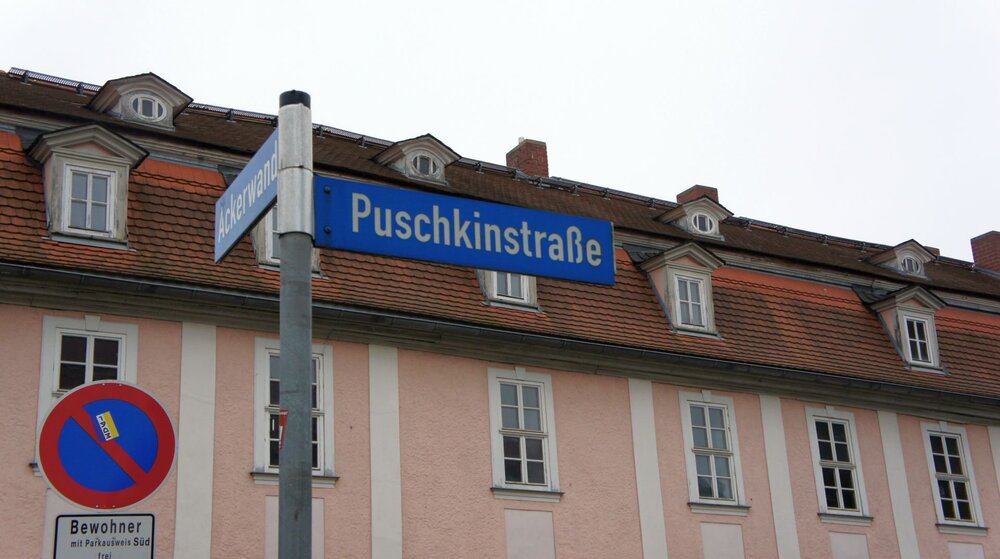 Ackerwand
Puschkinstraße
Bewohner
mit Parkausweis Süd
frei